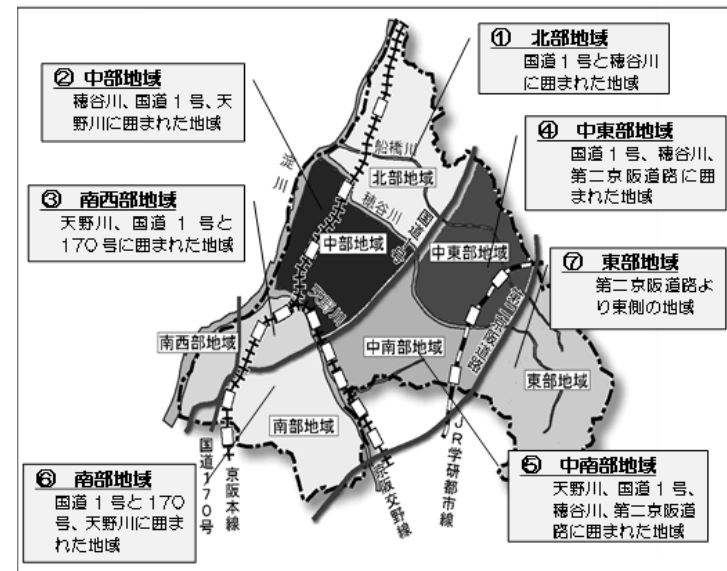 ① 北部地域
国道１号と穂谷川
に囲まれた地域
② 中部地域
穂谷川、国道１号、天
野川に囲まれた地域
④ 中東部地域
国道１号、穂谷川、
第二京阪道路に囲
まれた地域
③ 南西部地域
天野川、国道１号と
170号に囲まれた地域
⑦ 東部地域
第二京阪道路よ
り東側の地域
船橋川
淀川
北部地域
穂谷川
国道一号
中部地域
中東部地域
天野川
第二京阪道路
南西部地域
中南部地域
東部地域
南部地域
国道170号
京阪本線
京阪交野線
ＪＲ学研都市線
⑥ 南部地域
国道１号と170
号、天野川に囲ま
れた地域
⑤ 中南部地域
天野川、国道１号、
穂谷川、第二京阪道
路に囲まれた地域